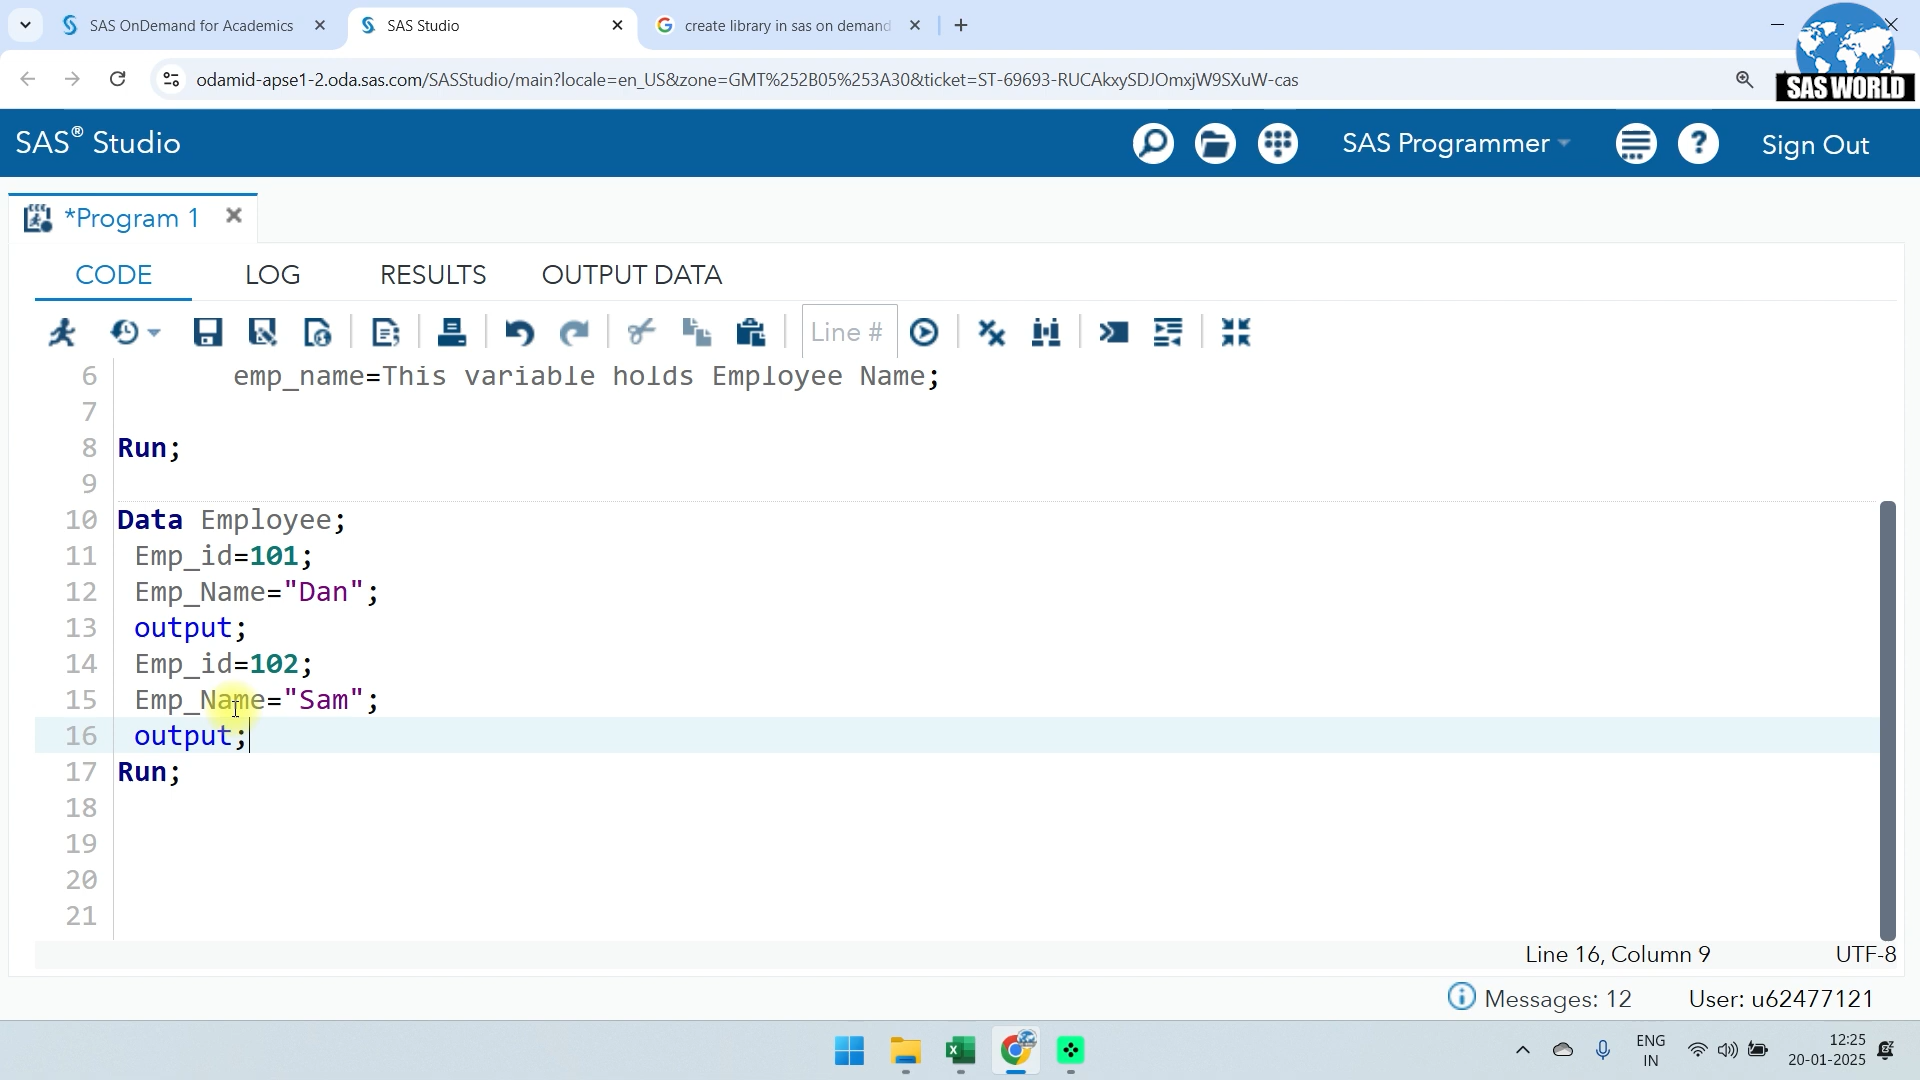 SAS OnDemand for Academics
SAS Studio
create library in sas on demand
odamid-apse1-2.oda.sas.com/SASStudio/main?locale=en_US&zone=GMT%252B05%253A30&ticket=ST-69693-RUCAkxySDJOmxjW9SXuW-cas
SAS WORLD
SAS® Studio
SAS Programmer
Sign Out
*Program 1
CODE
LOG
RESULTS
OUTPUT DATA
Line #
6 emp_name=This variable holds Employee Name;
7
8 Run;
9
10 Data Employee;
11 Emp_id=101;
12 Emp_Name="Dan";
13 output;
14 Emp_id=102;
15 Emp_Name="Sam";
16 output;
17 Run;
18
19
20
21
Line 16, Column 9
UTF-8
Messages: 12
User: u62477121
ENG
IN
12:25
20-01-2025